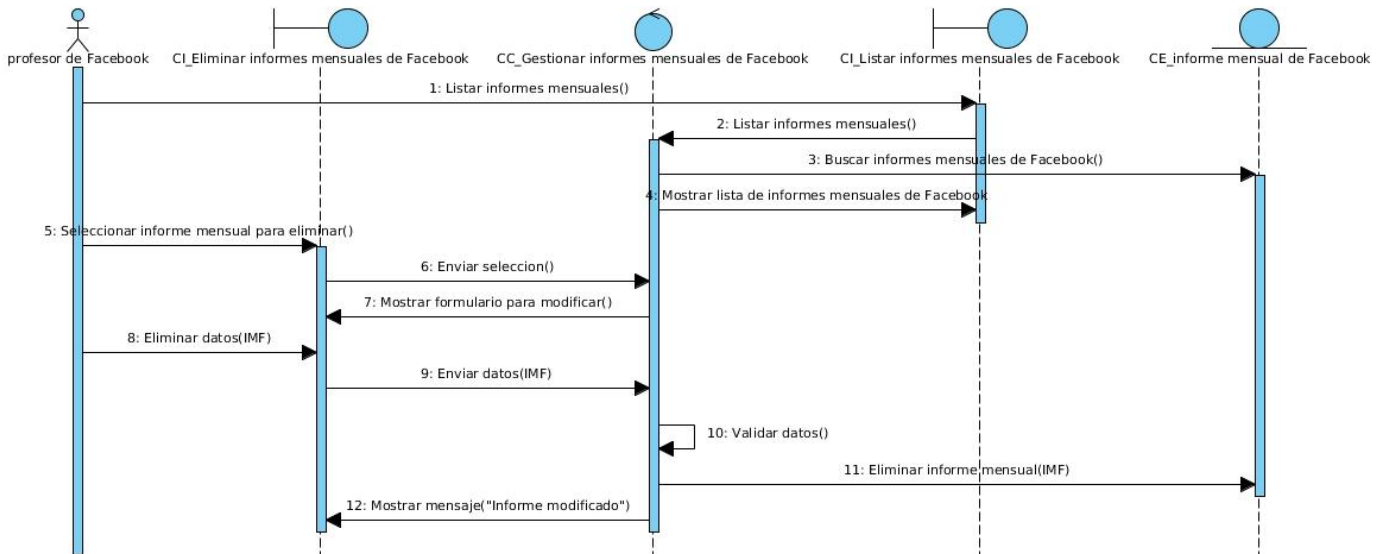 profesor de Facebook
CI_Eliminar informes mensuales de Facebook
CC_Gestionar informes mensuales de Facebook
CI_Listar informes mensuales de Facebook
CE_informe mensual de Facebook
1: Listar informes mensuales()
2: Listar informes mensuales()
3: Buscar informes mensuales de Facebook()
4: Mostrar lista de informes mensuales de Facebook
5: Seleccionar informe mensual para eliminar()
6: Enviar seleccion()
7: Mostrar formulario para modificar()
8: Eliminar datos(IMF)
9: Enviar datos(IMF)
10: Validar datos()
11: Eliminar informe mensual(IMF)
12: Mostrar mensaje("Informe modificado")